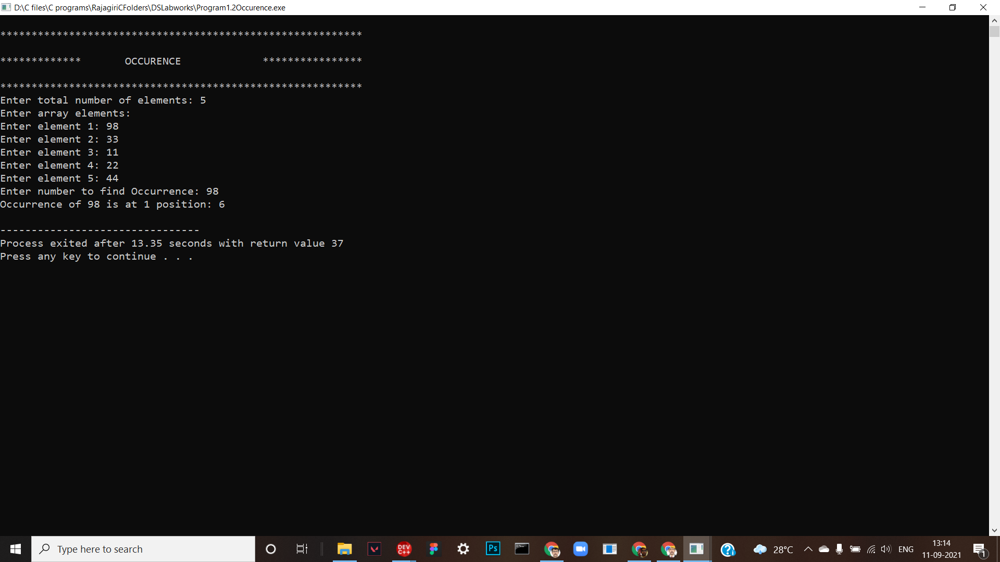 D:\C files\C programs\RajagiriCFolders\DSLabworks\Program1.2Occurence.exe
**********************************************************
*************       OCCURENCE             ****************
**********************************************************
Enter total number of elements: 5
Enter array elements:
Enter element 1: 98
Enter element 2: 33
Enter element 3: 11
Enter element 4: 22
Enter element 5: 44
Enter number to find Occurrence: 98
Occurrence of 98 is at 1 position: 6
--------------------------------
Process exited after 13.35 seconds with return value 37
Press any key to continue . . .
Type here to search
DEV C++
Ps
28°C
ENG
13:14
11-09-2021
1